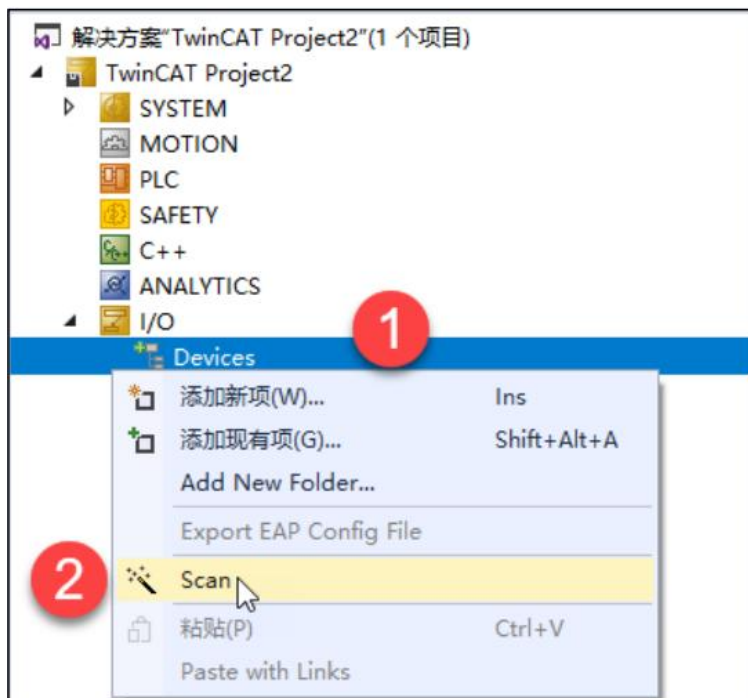 解决方案"TwinCAT Project2"(1 个项目)
TwinCAT Project2
SYSTEM
MOTION
PLC
SAFETY
C++
ANALYTICS
I/O
1
Devices
添加新项(W)... Ins
添加现有项(G)... Shift+Alt+A
Add New Folder...
Export EAP Config File
2
Scan
粘贴(P) Ctrl+V
Paste with Links